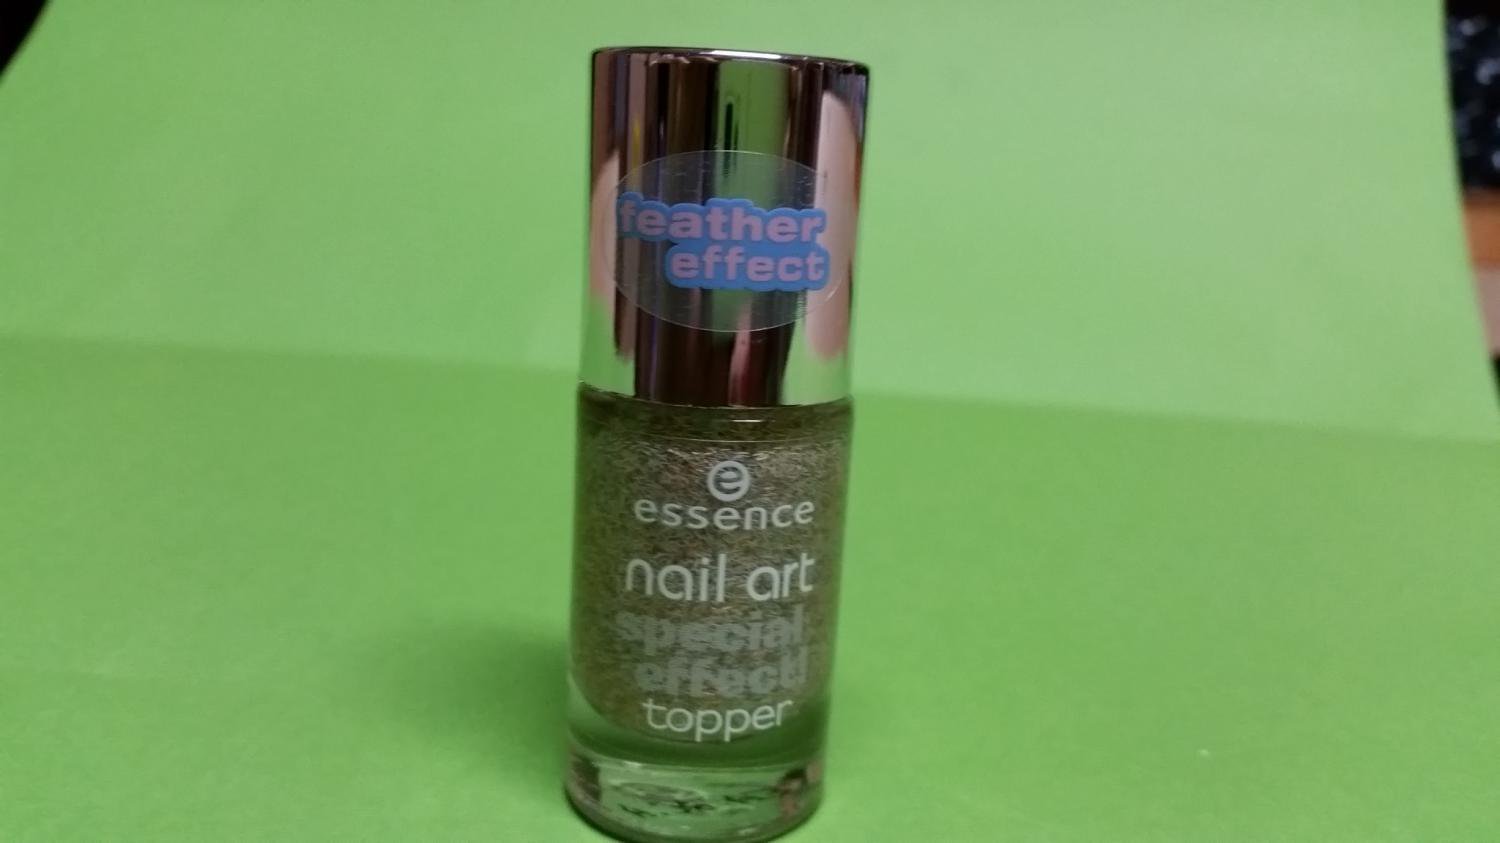 feather
effect
e
essence
nail art
special
effect!
topper